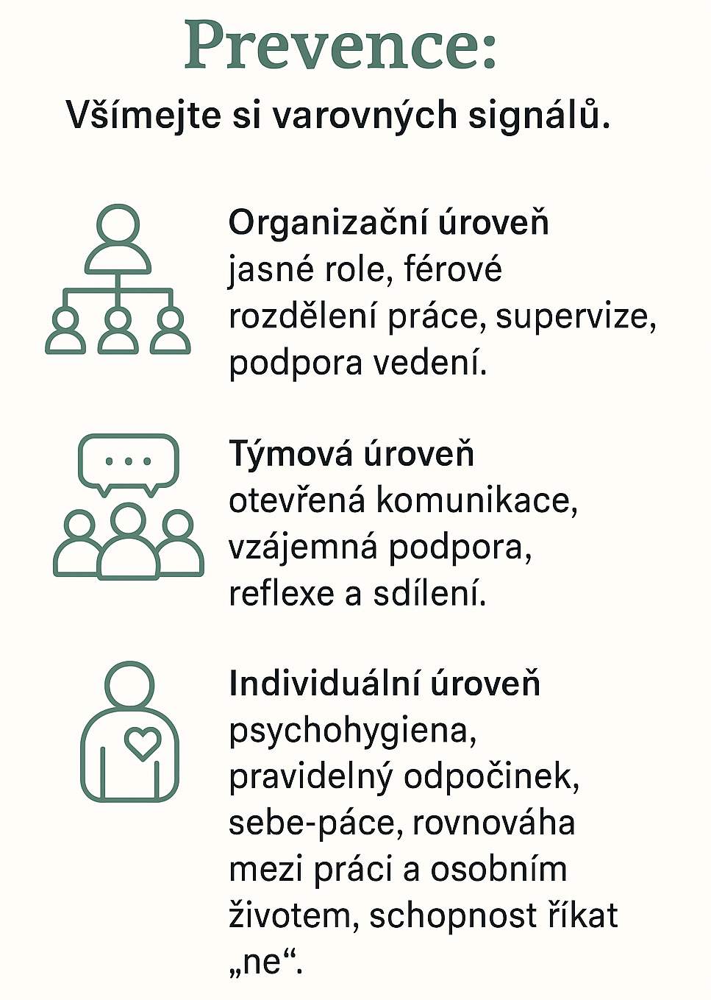 Prevence:
Všímejte si varovných signálů.
Organizační úroveň
jasné role, férové
rozdělení práce, supervize,
podpora vedení.
Týmová úroveň
otevřená komunikace,
vzájemná podpora,
reflexe a sdílení.
Individuální úroveň
psychohygiena,
pravidelný odpočinek,
sebe-páce, rovnováha
mezi práci a osobním
životem, schopnost říkat
„ne“.